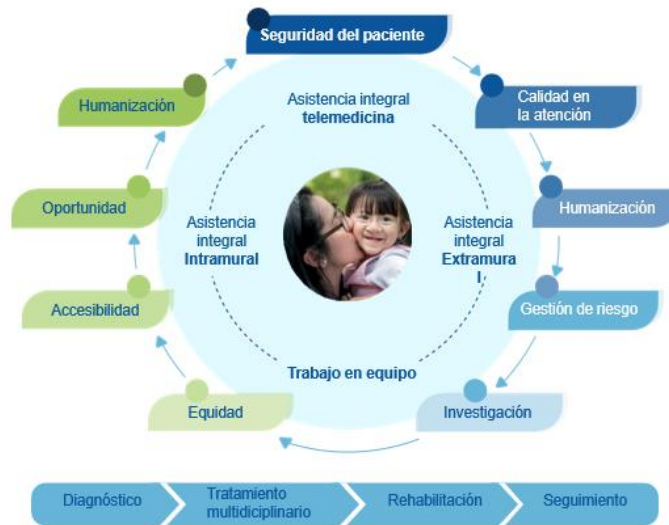 Seguridad del paciente
Calidad en
la atención
Humanización
Gestión de riesgo
Investigación
Equidad
Accesibilidad
Oportunidad
Humanización
Asistencia integral
telemedicina
Asistencia
integral
Intramural
Asistencia
integral
Extramura
l
Trabajo en equipo
Diagnóstico
Tratamiento
multidiciplinario
Rehabilitación
Seguimiento